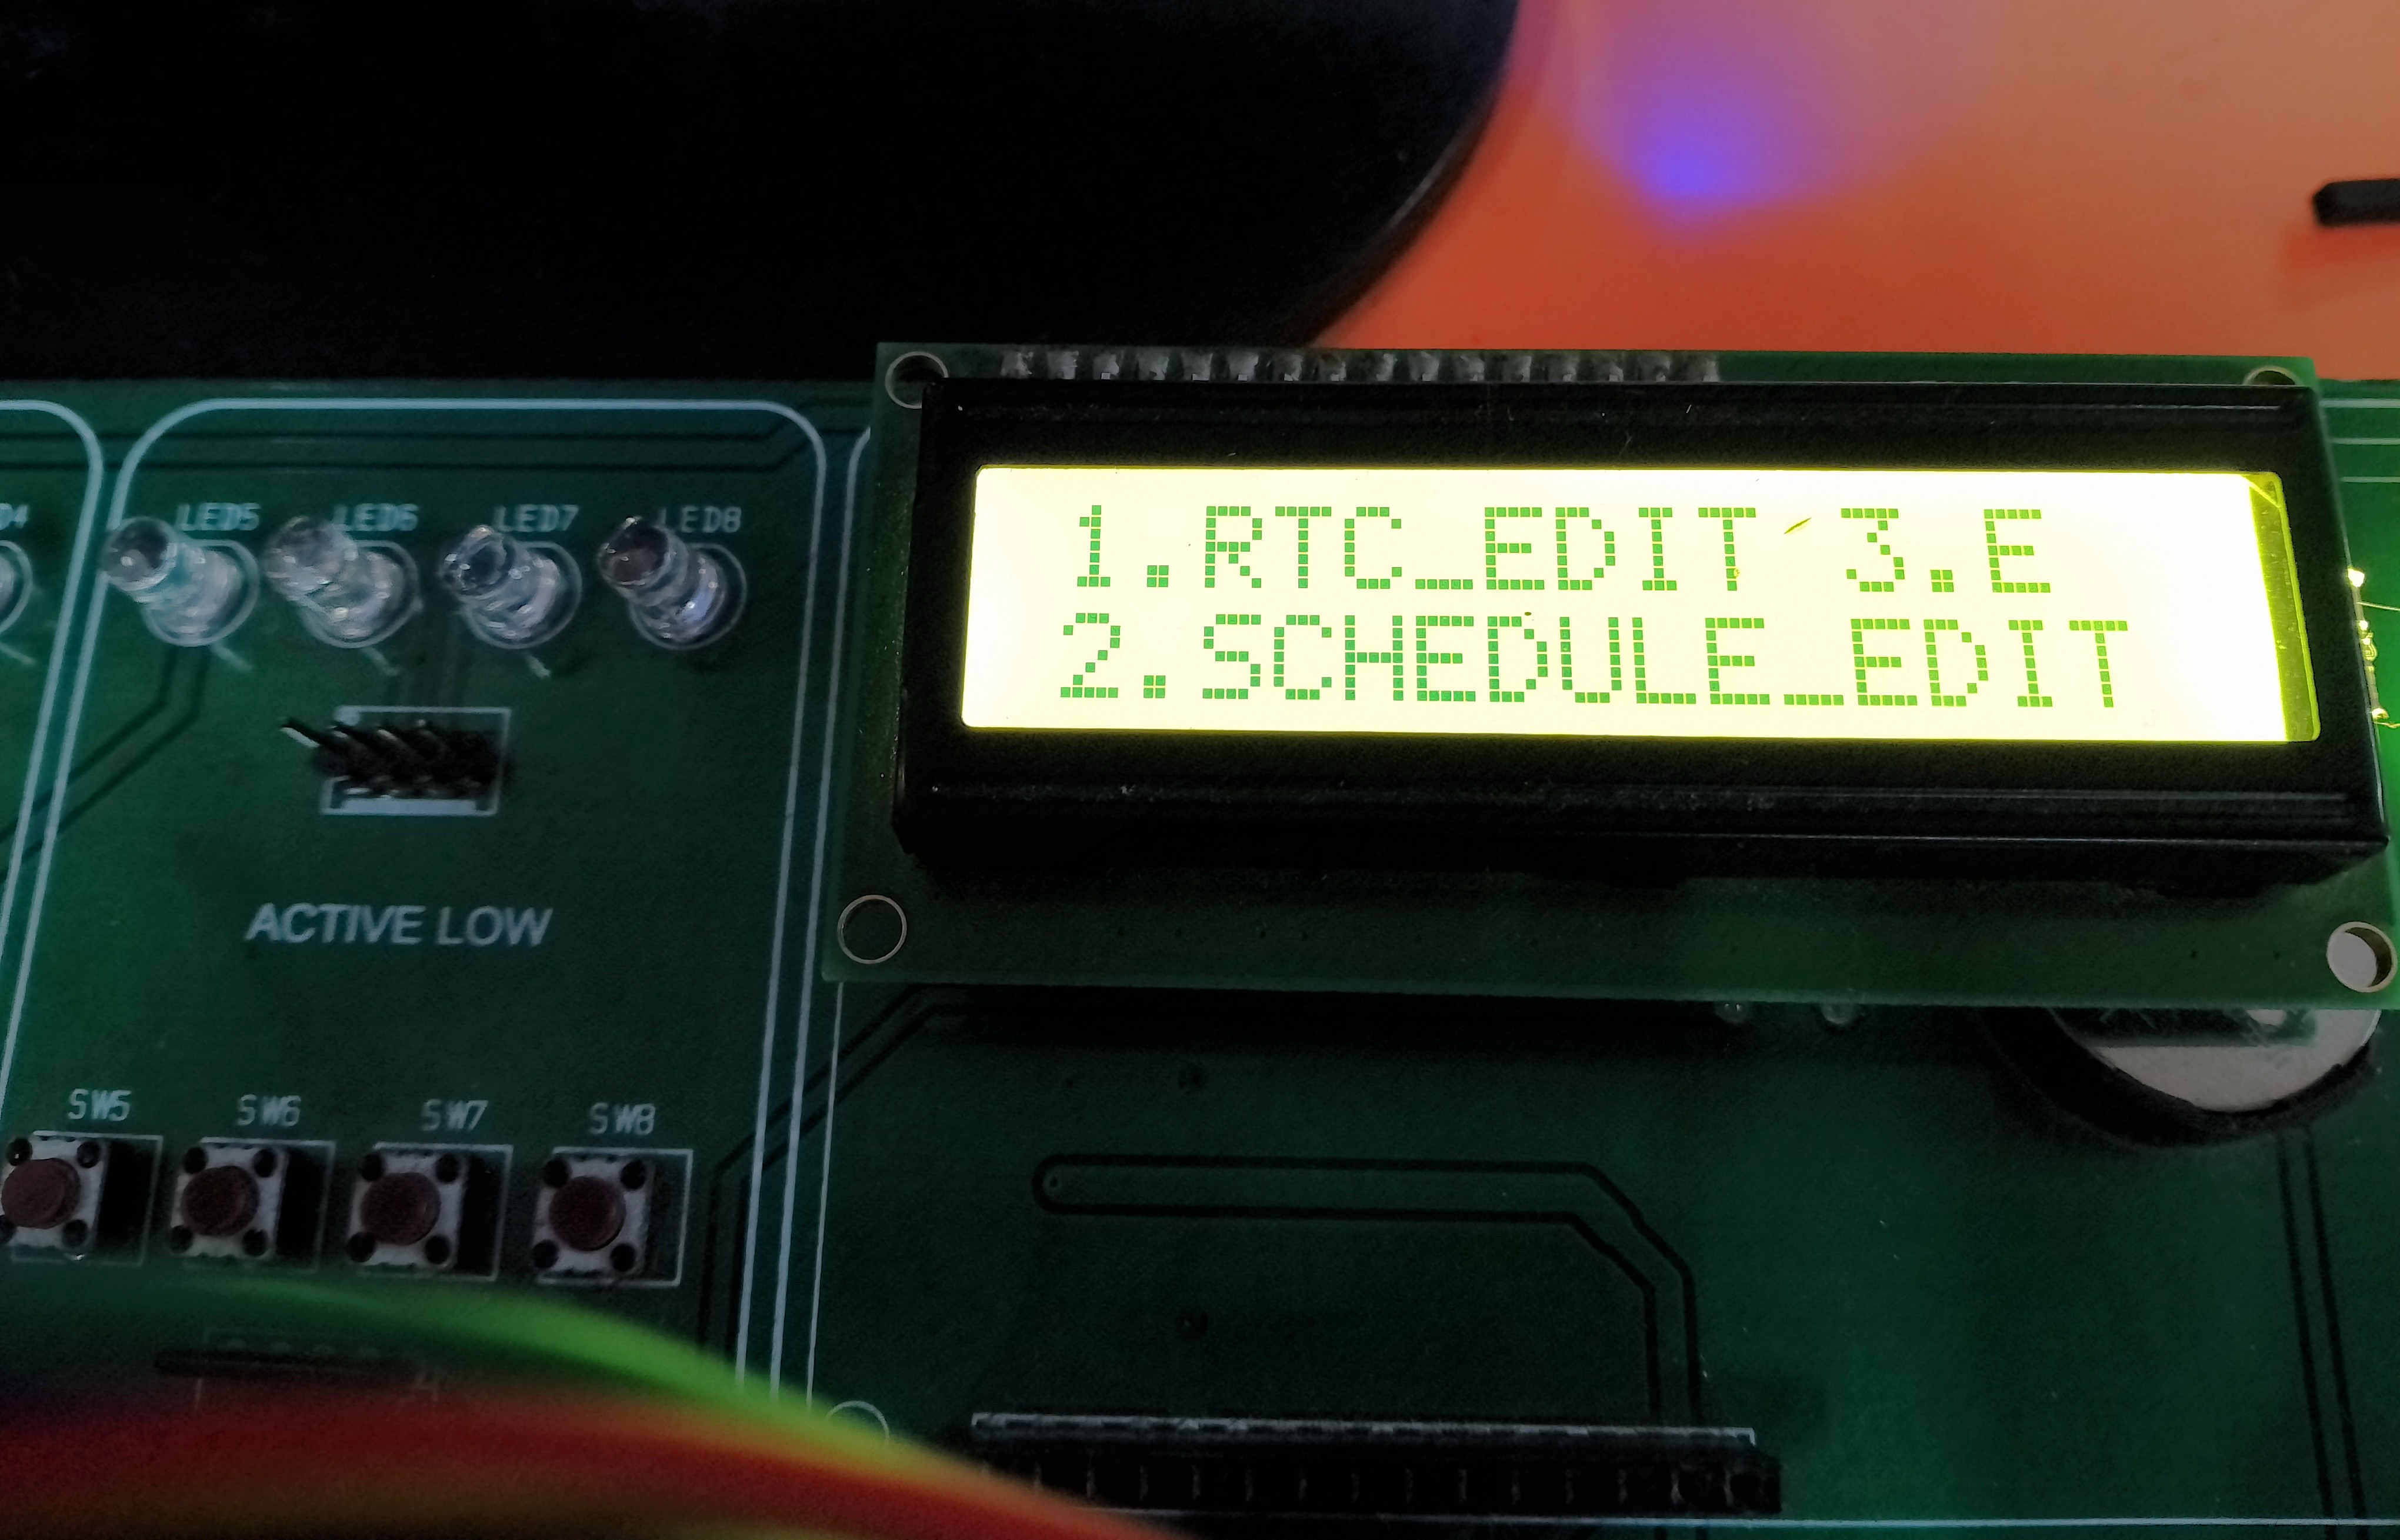 1.RTC_EDIT 3.E
2.SCHEDULE_EDIT
LED5 LED6 LED7 LED8
ACTIVE LOW
SW5 SW6 SW7 SW8